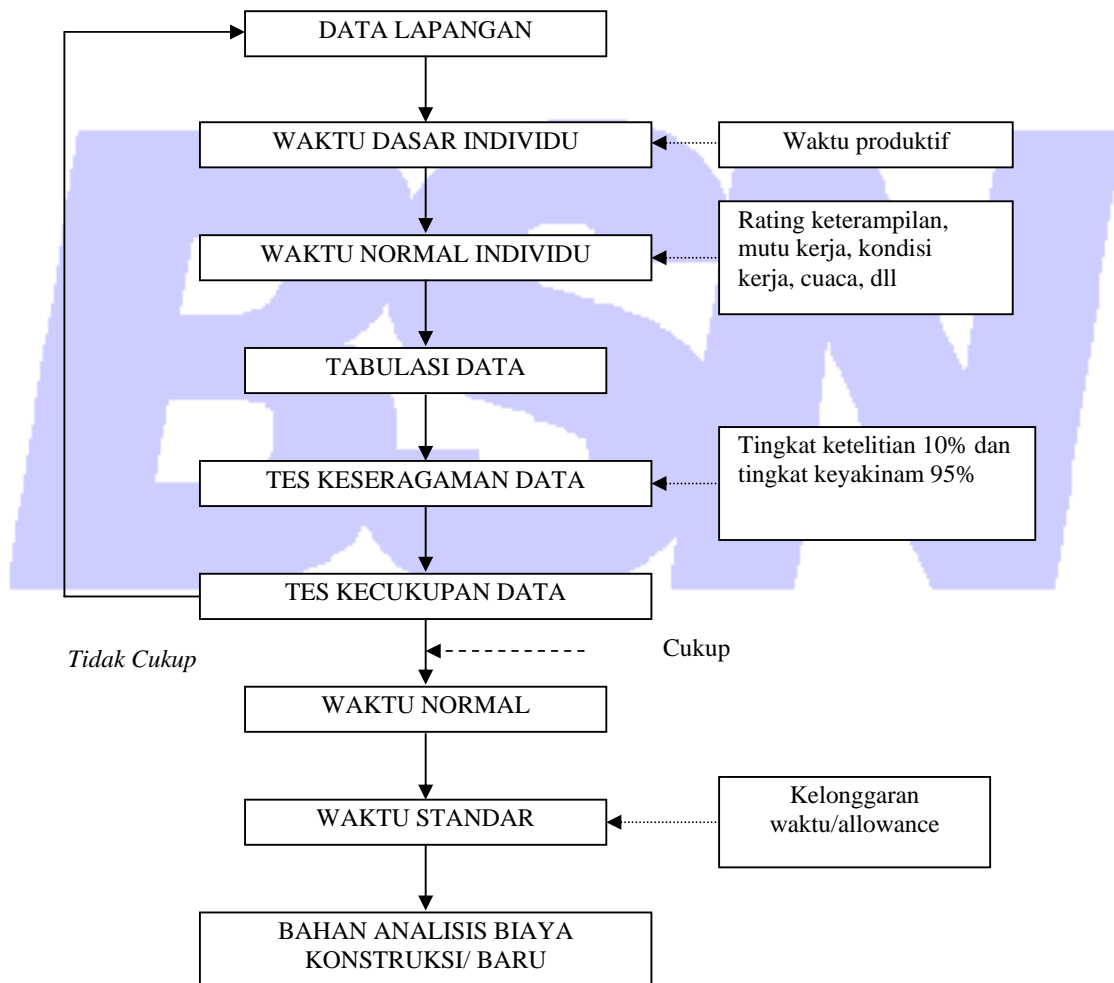 DATA LAPANGAN
WAKTU DASAR INDIVIDU
Waktu produktif
WAKTU NORMAL INDIVIDU
Rating keterampilan,
mutu kerja, kondisi
kerja, cuaca, dll
TABULASI DATA
TES KESERAGAMAN DATA
Tingkat ketelitian 10% dan
tingkat keyakinam 95%
TES KECUKUPAN DATA
Tidak Cukup
Cukup
WAKTU NORMAL
WAKTU STANDAR
Kelonggaran
waktu/allowance
BAHAN ANALISIS BIAYA
KONSTRUKSI/ BARU
BSN